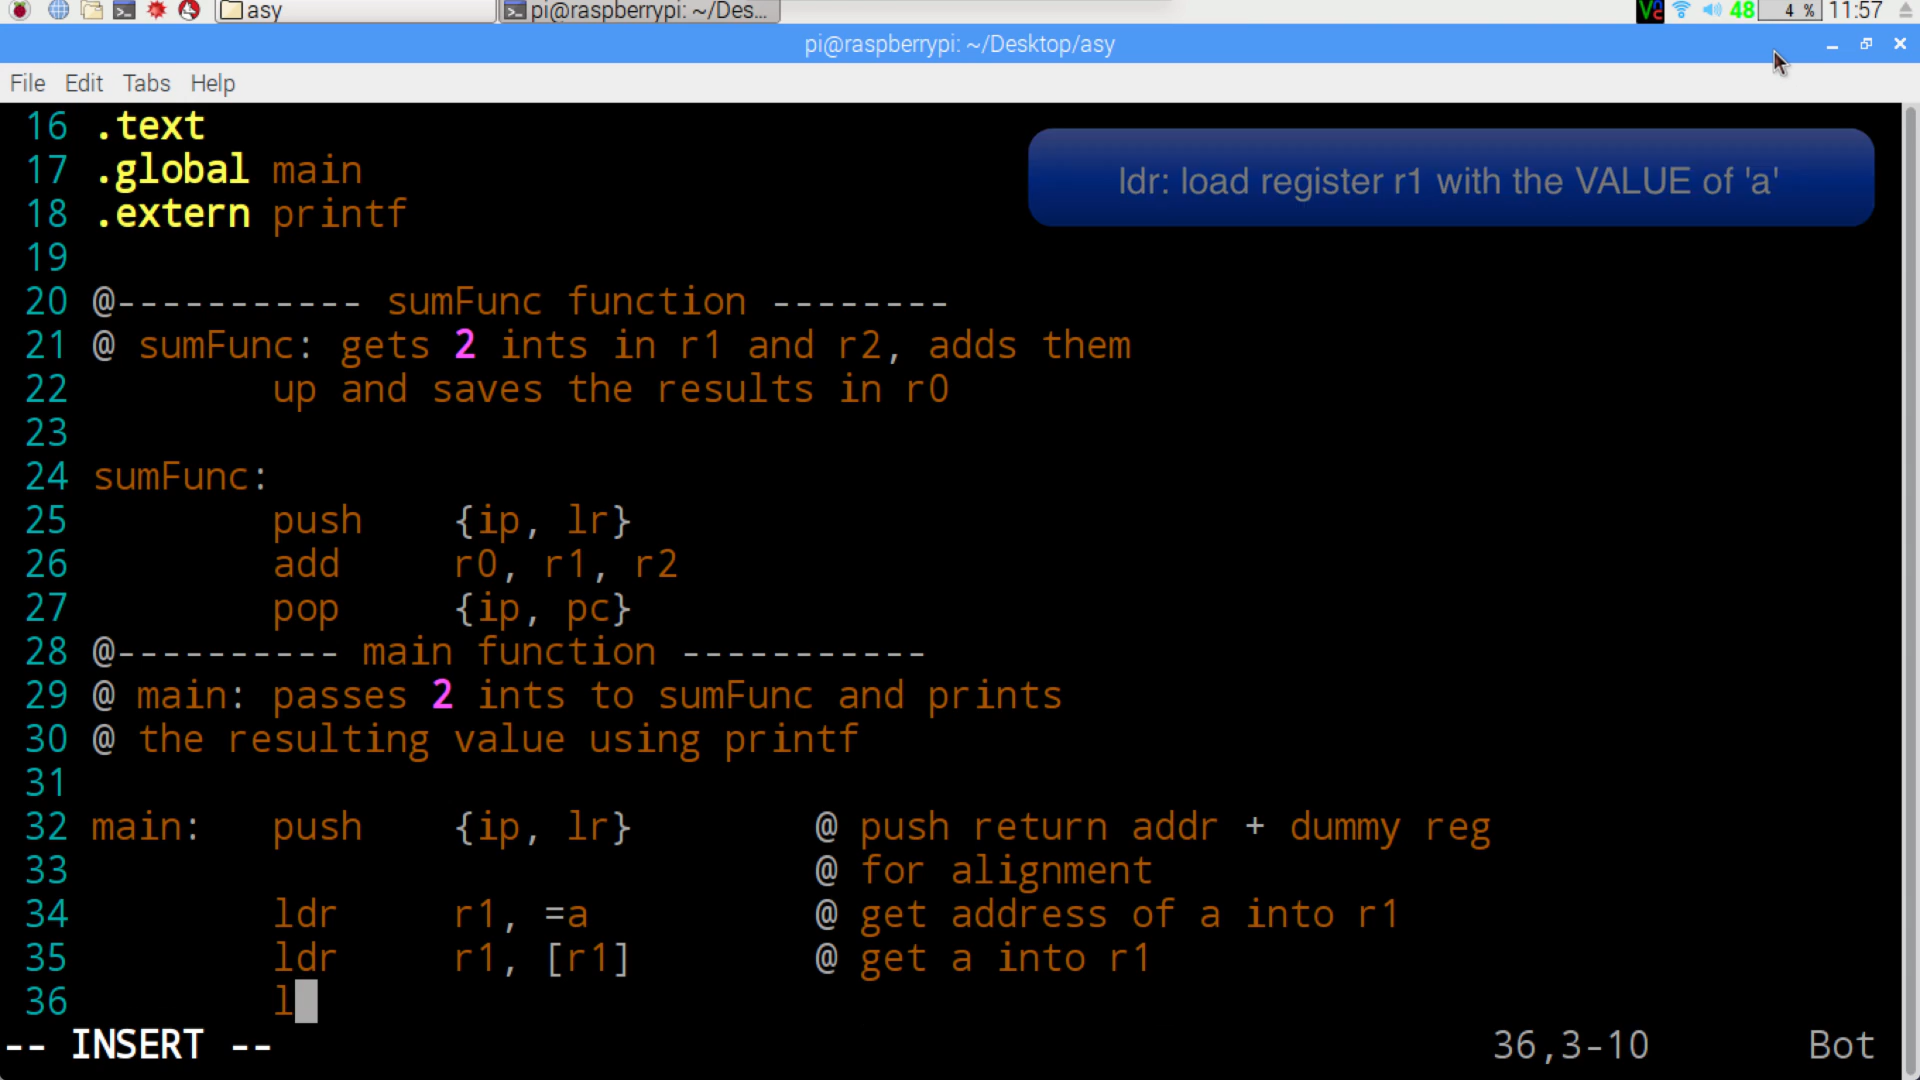 asy
pi@raspberrypi: ~/Des...
48
4 %
11:57
pi@raspberrypi: ~/Desktop/asy
File Edit Tabs Help
16 .text
17 .global main
18 .extern printf
19
20 @----------- sumFunc function --------
21 @ sumFunc: gets 2 ints in r1 and r2, adds them
22 up and saves the results in r0
23
24 sumFunc:
25 push {ip, lr}
26 add r0, r1, r2
27 pop {ip, pc}
28 @---------- main function -----------
29 @ main: passes 2 ints to sumFunc and prints
30 @ the resulting value using printf
31
32 main: push {ip, lr} @ push return addr + dummy reg
33 @ for alignment
34 ldr r1, =a @ get address of a into r1
35 ldr r1, [r1] @ get a into r1
36 l
-- INSERT -- 36,3-10 Bot
ldr: load register r1 with the VALUE of 'a'